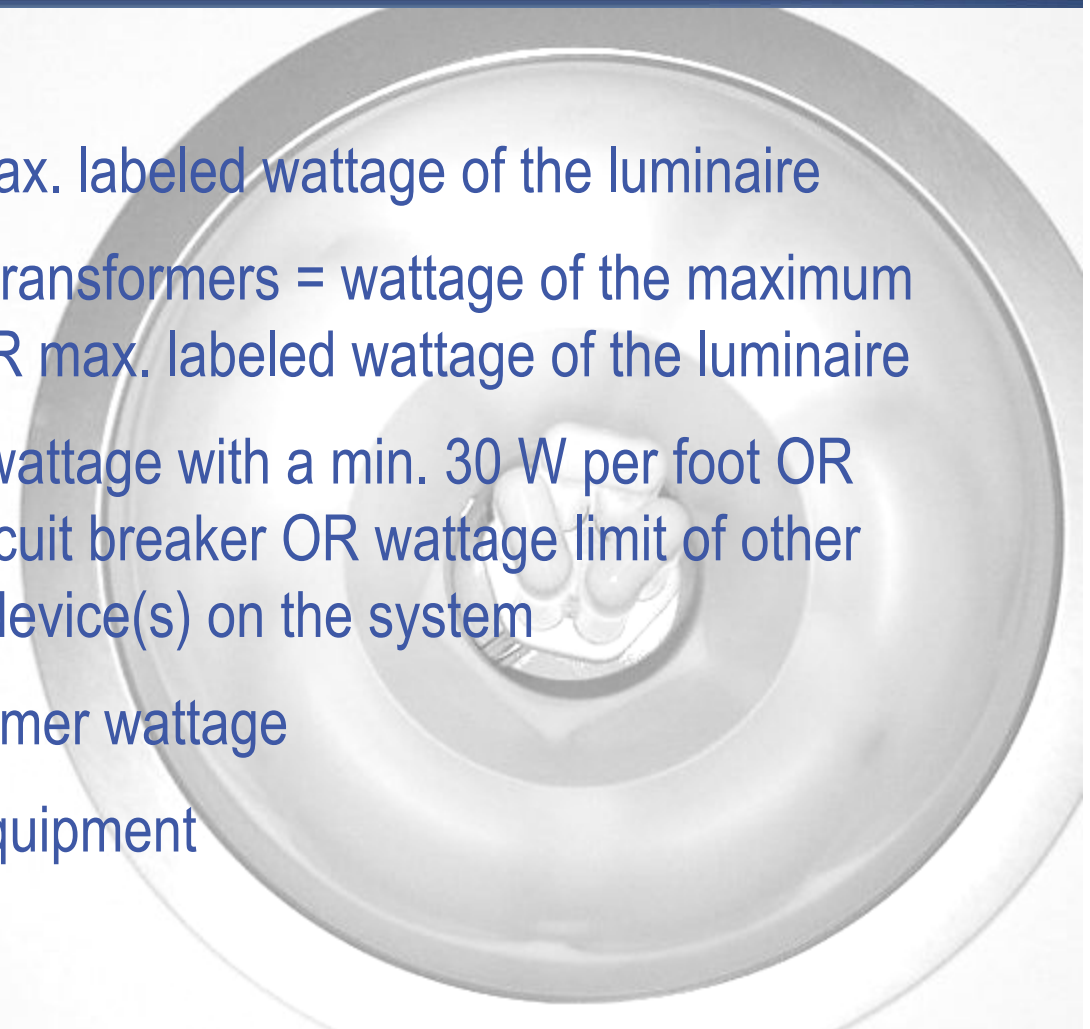 ax. labeled wattage of the luminaire
ransformers = wattage of the maximum
R max. labeled wattage of the luminaire
wattage with a min. 30 W per foot OR
cuit breaker OR wattage limit of other
device(s) on the system
mer wattage
quipment